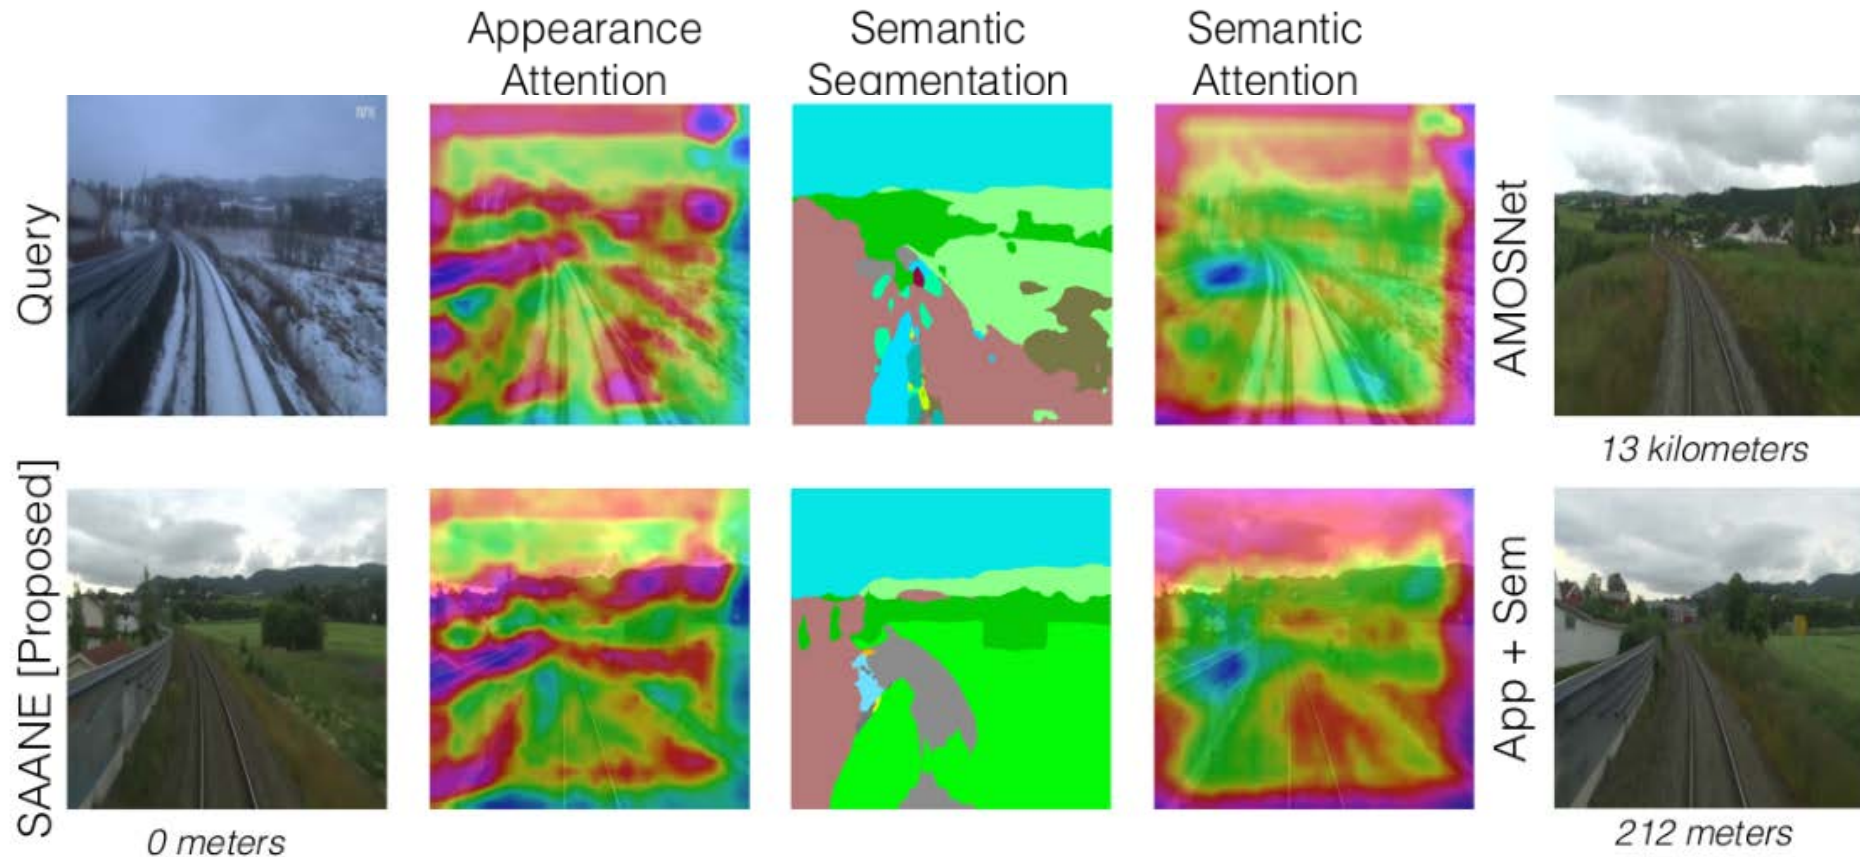 Appearance
Attention
Semantic
Segmentation
Semantic
Attention
Query
AMOSNet
13 kilometers
SAANE [Proposed]
0 meters
App + Sem
212 meters